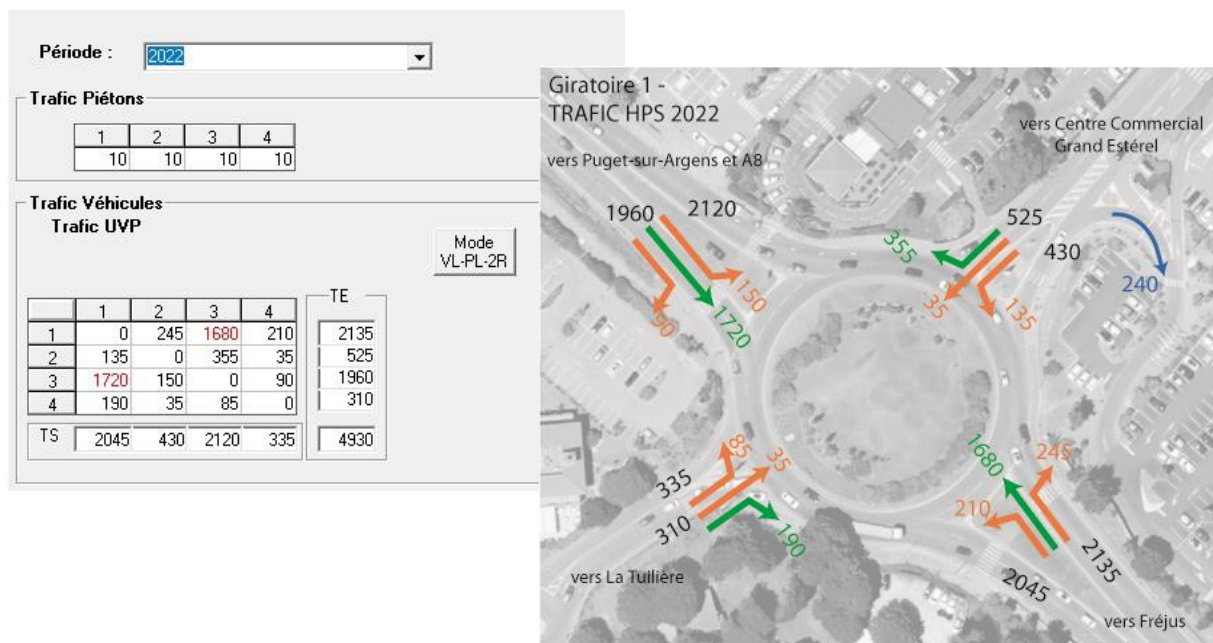 Période : 2022
Trafic Piétons
1 2 3 4
10 10 10 10
Trafic Véhicules
Trafic UVP
Mode
VL-PL-2R
TE
1 2 3 4
1 0 245 1680 210 2135
2 135 0 355 35 525
3 1720 150 0 90 1960
4 190 35 85 0 310
TS 2045 430 2120 335 4930
Giratoire 1 -
TRAFIC HPS 2022
vers Centre Commercial
Grand Estérel
vers Puget-sur-Argens et A8
1960
2120
525
355
430
240
150
90
1720
35
135
85
35
335
310
190
1680
245
210
2135
2045
vers La Tuilière
vers Fréjus